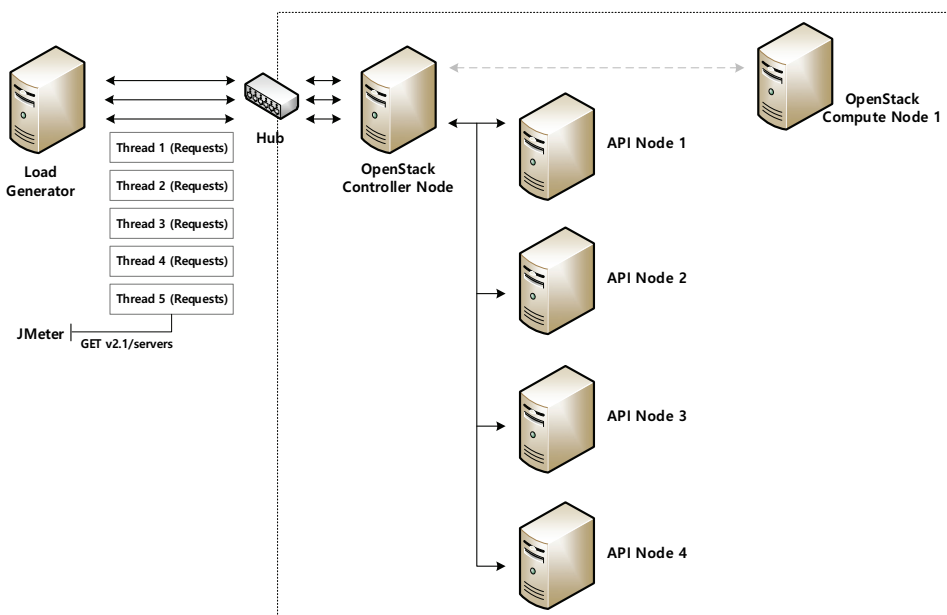 Load
Generator
Thread 1 (Requests)
Thread 2 (Requests)
Thread 3 (Requests)
Thread 4 (Requests)
Thread 5 (Requests)
JMeter
GET v2.1/servers
Hub
OpenStack
Controller Node
API Node 1
API Node 2
API Node 3
API Node 4
OpenStack
Compute Node 1